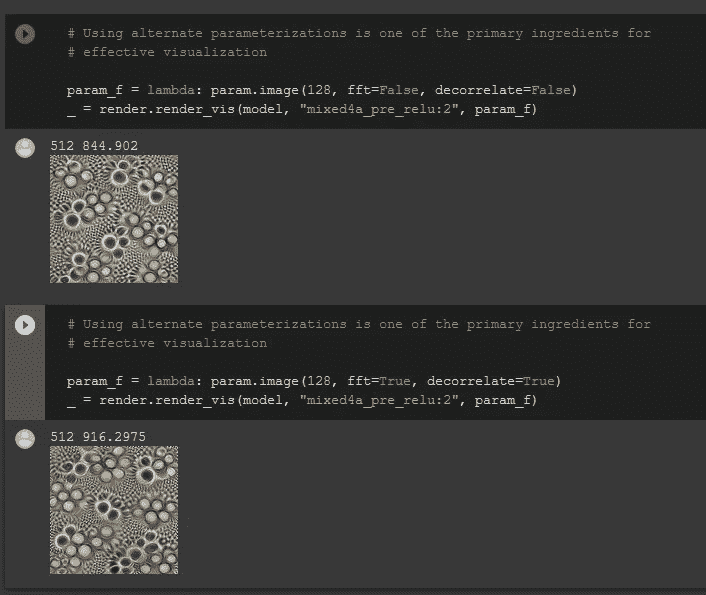 # Using alternate parameterizations is one of the primary ingredients for
# effective visualization
param_f = lambda: param.image(128, fft=False, decorrelate=False)
_ = render.render_vis(model, "mixed4a_pre_relu:2", param_f)
512 844.902
# Using alternate parameterizations is one of the primary ingredients for
# effective visualization
param_f = lambda: param.image(128, fft=True, decorrelate=True)
_ = render.render_vis(model, "mixed4a_pre_relu:2", param_f)
512 916.2975